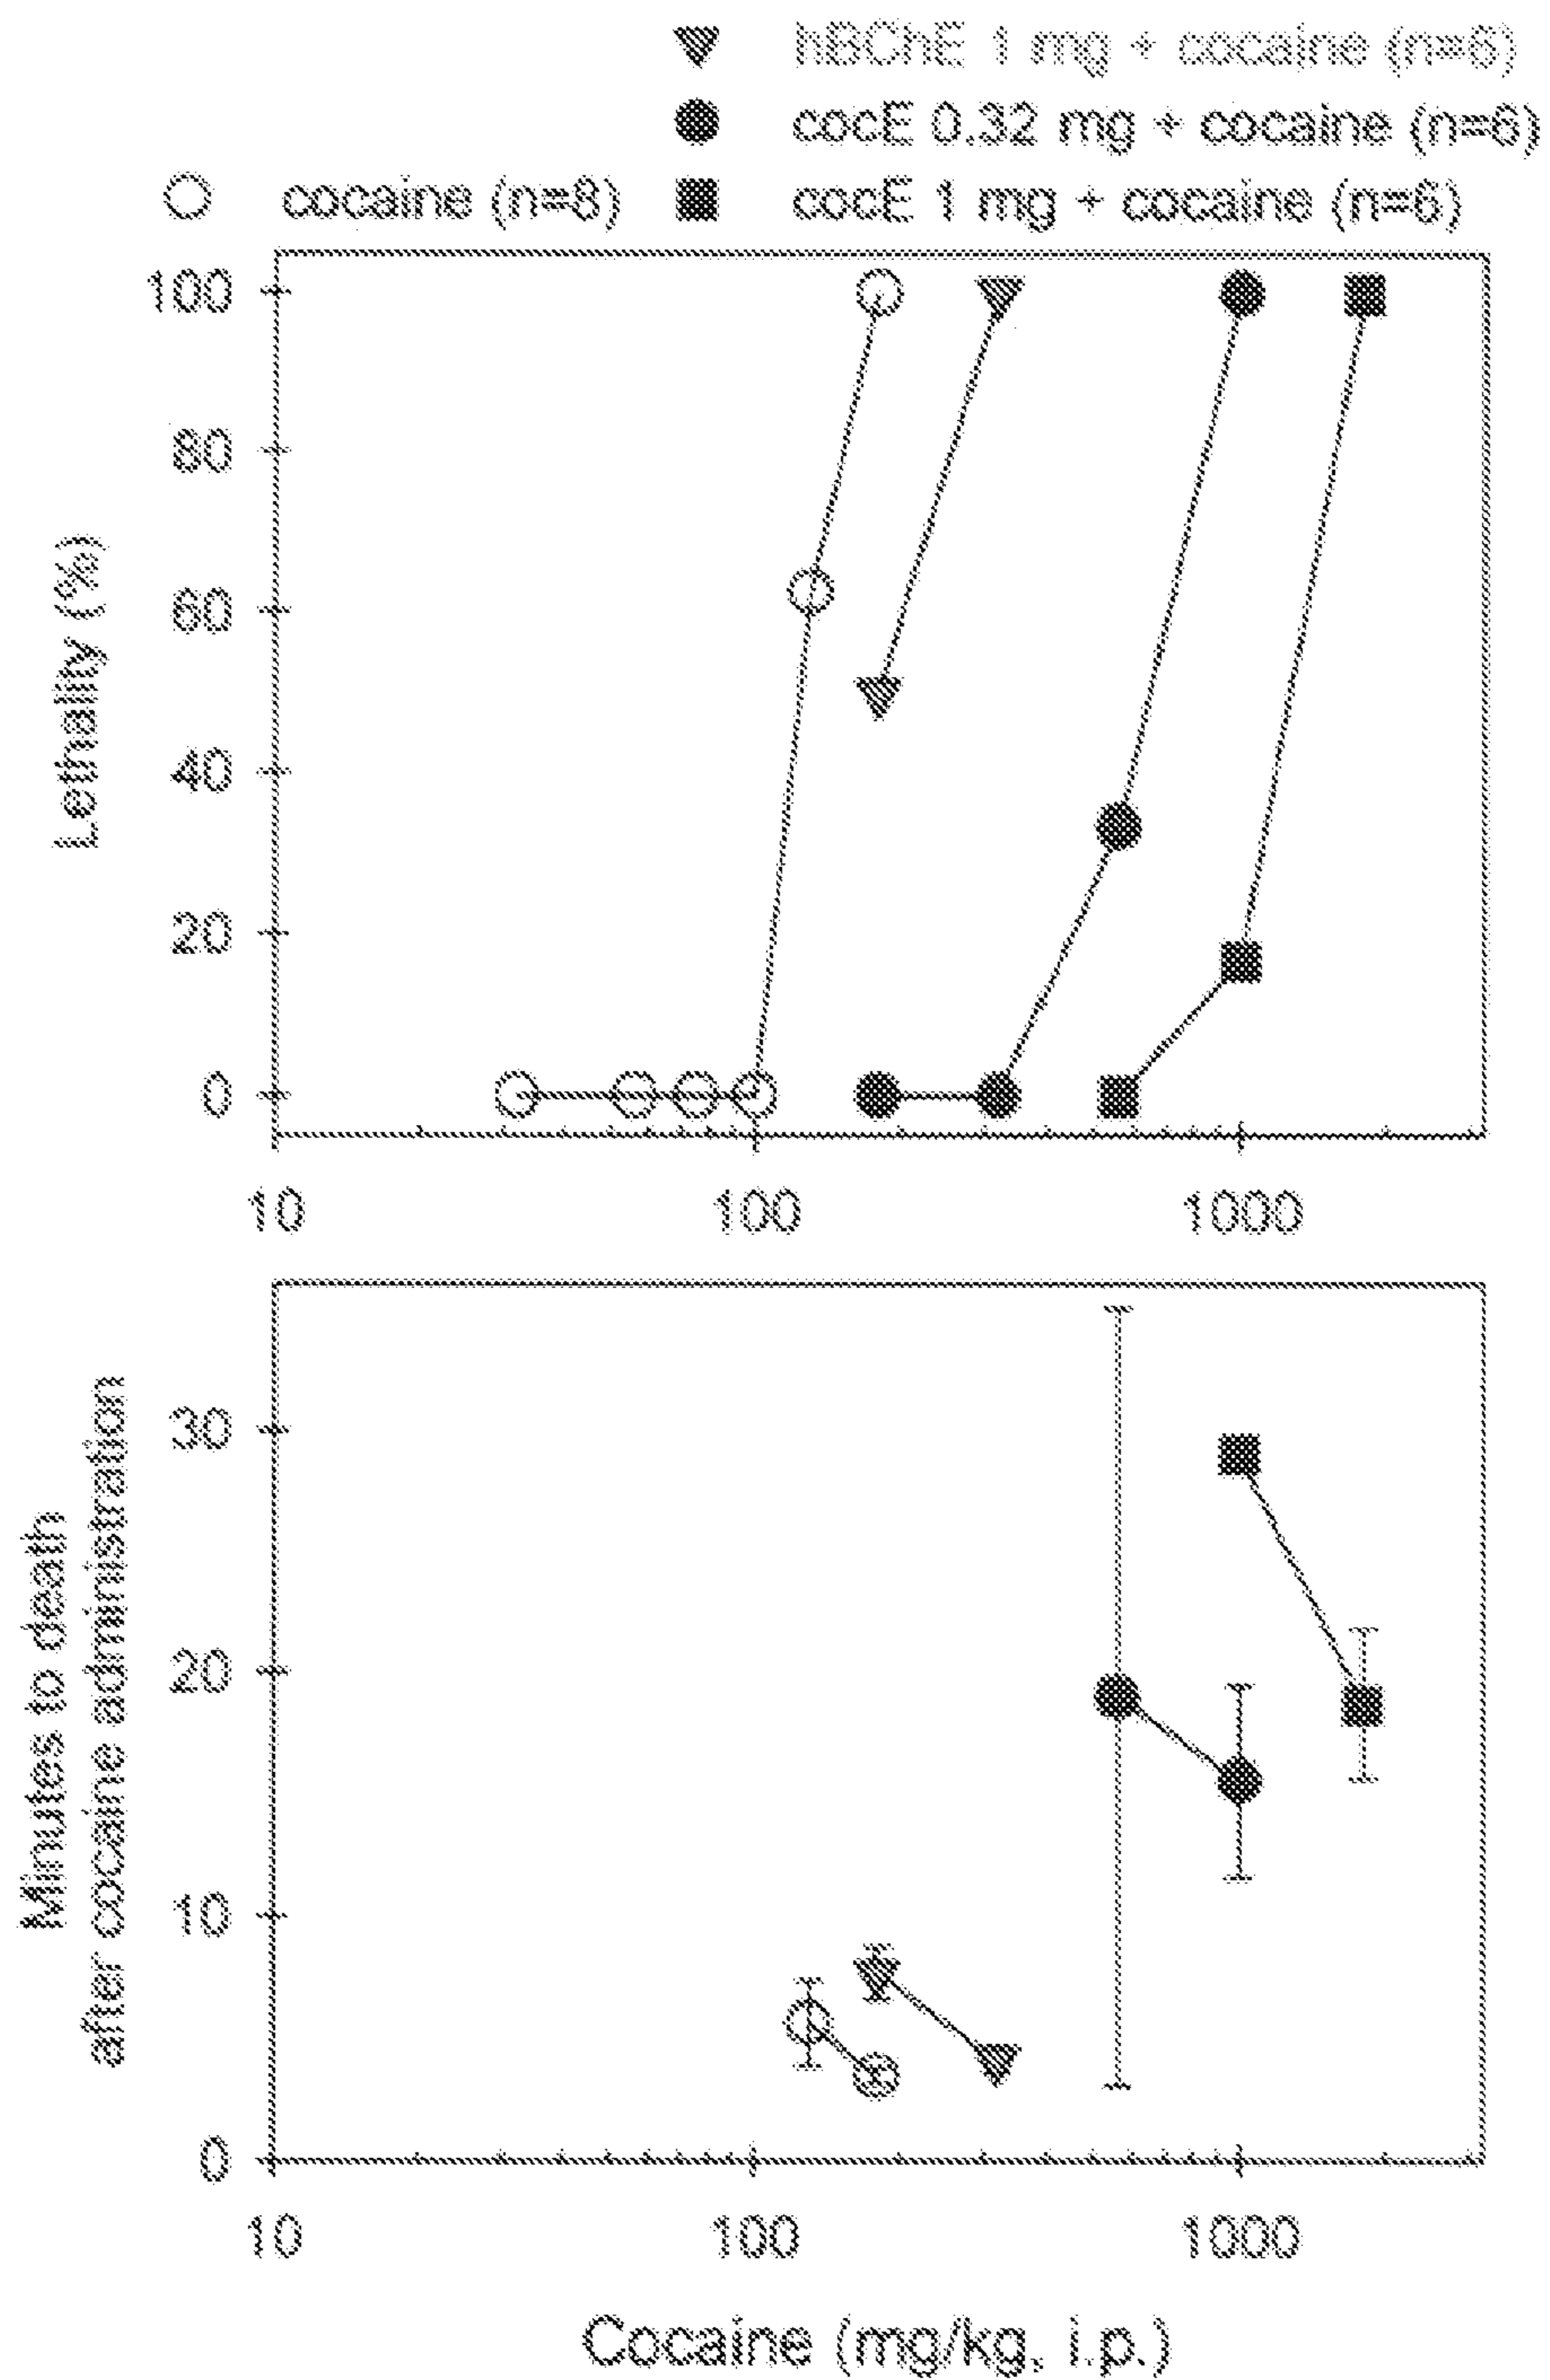 hBChE 1 mg + cocaine (n=6)
cocE 0.32 mg + cocaine (n=6)
cocaine (n=8) cocE 1 mg + cocaine (n=6)
100
80
60
40
20
0
Lethality (%)
10 100 1000
30
20
10
0
Minutes to death
after cocaine administration
10 100 1000
Cocaine (mg/kg, i.p.)